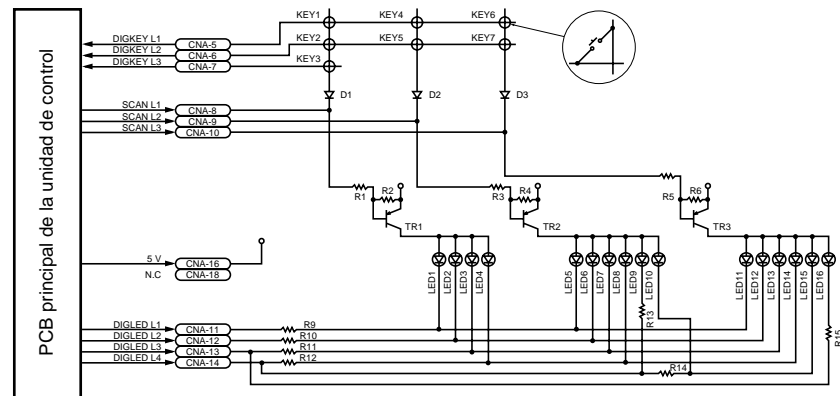 KEY1
KEY4
KEY6
DIGKEY L1
CNA-5
KEY2
KEY5
KEY7
DIGKEY L2
CNA-6
DIGKEY L3
CNA-7
KEY3
D1
D2
D3
SCAN L1
CNA-8
SCAN L2
CNA-9
SCAN L3
CNA-10
PCB principal de la unidad de control
R1
R2
R3
R4
R5
R6
TR1
TR2
TR3
5 V
CNA-16
N.C
CNA-18
LED1
LED2
LED3
LED4
LED5
LED6
LED7
LED8
LED9
LED10
LED11
LED12
LED13
LED14
LED15
LED16
R13
R15
DIGLED L1
CNA-11
R9
DIGLED L2
CNA-12
R10
DIGLED L3
CNA-13
R11
DIGLED L4
CNA-14
R12
R14